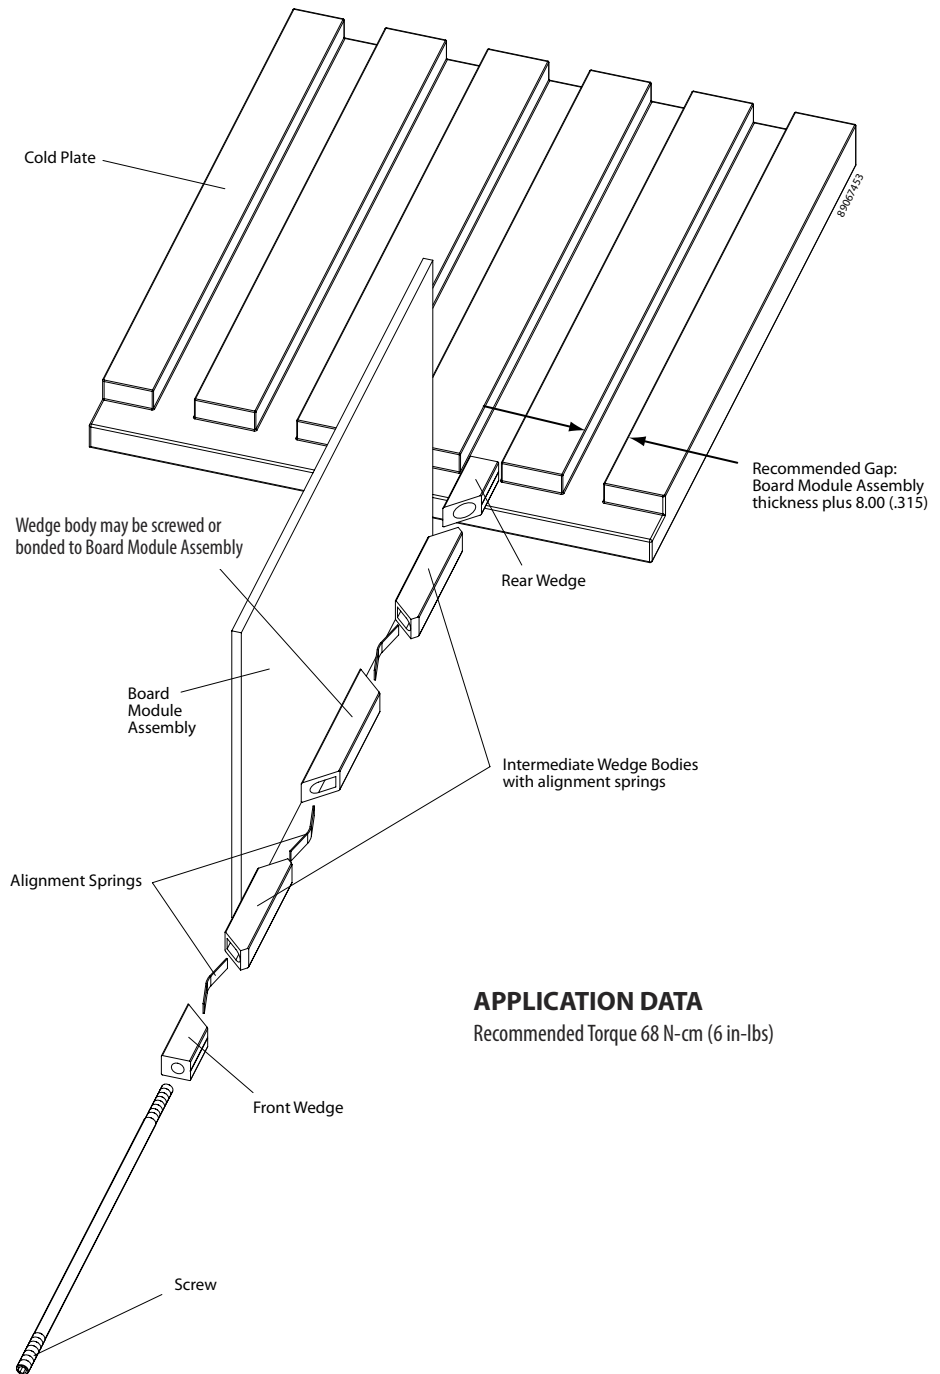 Cold Plate
89067453
Recommended Gap:
Board Module Assembly
thickness plus 8.00 (.315)
Wedge body may be screwed or
bonded to Board Module Assembly
Rear Wedge
Board
Module
Assembly
Intermediate Wedge Bodies
with alignment springs
Alignment Springs
APPLICATION DATA
Recommended Torque 68 N-cm (6 in-lbs)
Front Wedge
Screw